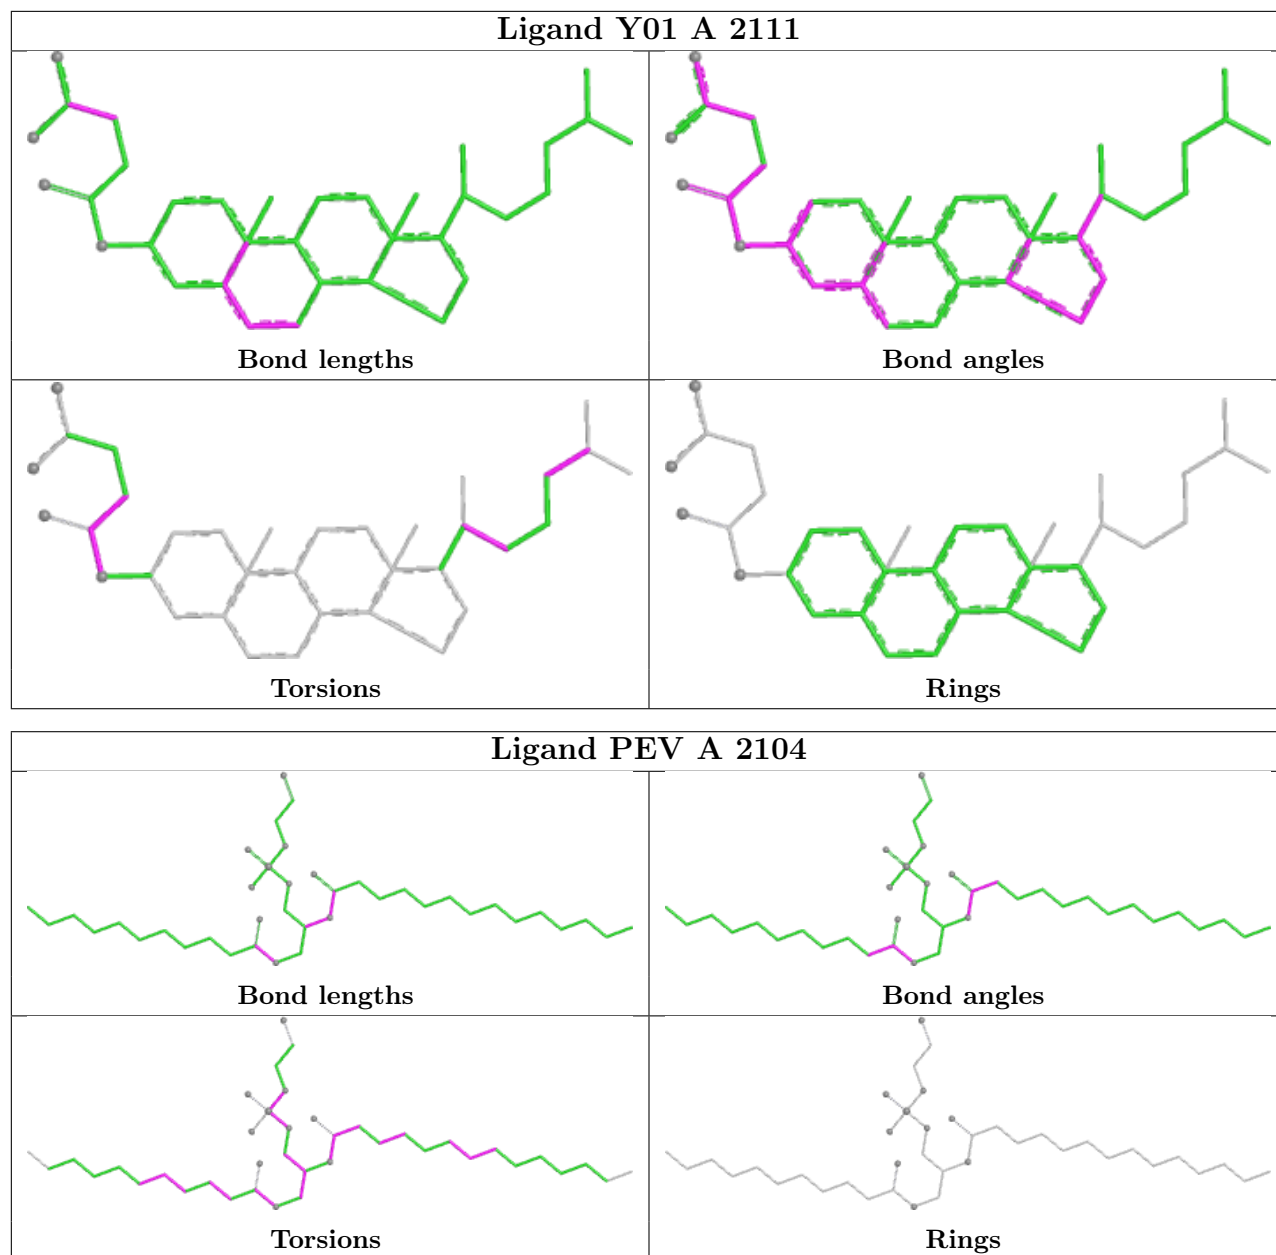 Ligand Y01 A 2111
Bond lengths
Bond angles
Torsions
Rings
Ligand PEV A 2104
Bond lengths
Bond angles
Torsions
Rings